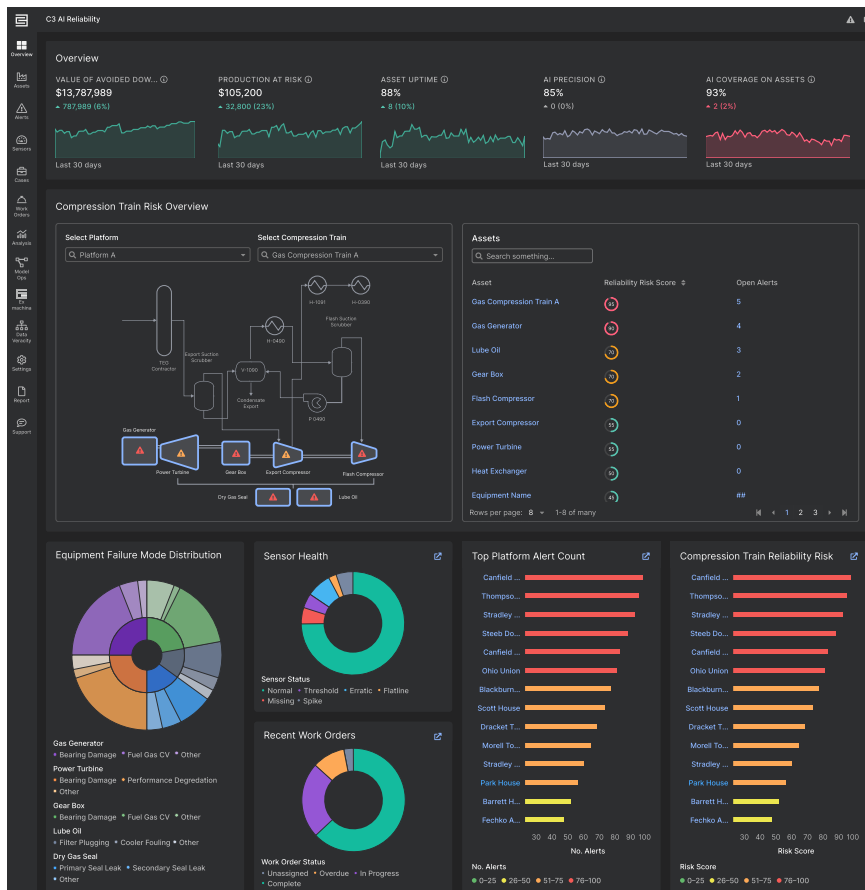 C3 AI Reliability
Overview
Assets
Alerts
Sensors
Cases
Work
Orders
Analysis
Model
Ops
Ex
machine
Data
Veracity
Settings
Report
Support
Overview
VALUE OF AVOIDED DOW...
$13,787,989
787,989 (6%)
Last 30 days
PRODUCTION AT RISK
$105,200
32,800 (23%)
Last 30 days
ASSET UPTIME
88%
8 (10%)
Last 30 days
AI PRECISION
85%
0 (0%)
Last 30 days
AI COVERAGE ON ASSETS
93%
2 (2%)
Last 30 days
Compression Train Risk Overview
Select Platform
Platform A
Select Compression Train
Gas Compression Train A
H-1091
H-0390
Flash Suction
Scrubber
H-0490
TEG
Contractor
Export Suction
Scrubber
V-1090
Condensate
Export
P 0490
Gas Generator
Power Turbine
Gear Box
Export Compressor
Flash Compressor
Dry Gas Seal
Lube Oil
Assets
Search something...
Asset Reliability Risk Score Open Alerts
Gas Compression Train A 95 5
Gas Generator 90 4
Lube Oil 70 3
Gear Box 70 2
Flash Compressor 70 1
Export Compressor 55 0
Power Turbine 55 0
Heat Exchanger 50 0
Equipment Name 45 ##
Rows per page: 8 1-8 of many 1 2 3
Equipment Failure Mode Distribution
Gas Generator
Bearing Damage Fuel Gas CV Other
Power Turbine
Bearing Damage Performance Degredation
Other
Gear Box
Bearing Damage Fuel Gas CV Other
Lube Oil
Filter Plugging Cooler Fouling Other
Dry Gas Seal
Primary Seal Leak Secondary Seal Leak
Other
Sensor Health
Sensor Status
Normal Threshold Erratic Flatline
Missing Spike
Recent Work Orders
Work Order Status
Unassigned Overdue In Progress
Complete
Top Platform Alert Count
Canfield ...
Thompso...
Stradley ...
Steeb Do...
Canfield ...
Ohio Union
Blackburn...
Scott House
Dracket T...
Morell To...
Stradley ...
Park House
Barrett H...
Fechko A...
30 40 50 60 70 80 90 100
No. Alerts
No. Alerts
0–25 26–50 51–75 76–100
Compression Train Reliability Risk
Canfield ...
Thompso...
Stradley ...
Steeb Do...
Canfield ...
Ohio Union
Blackburn...
Scott House
Dracket T...
Morell To...
Stradley ...
Park House
Barrett H...
Fechko A...
30 40 50 60 70 80 90 100
Risk Score
Risk Score
0–25 26–50 51–75 76–100